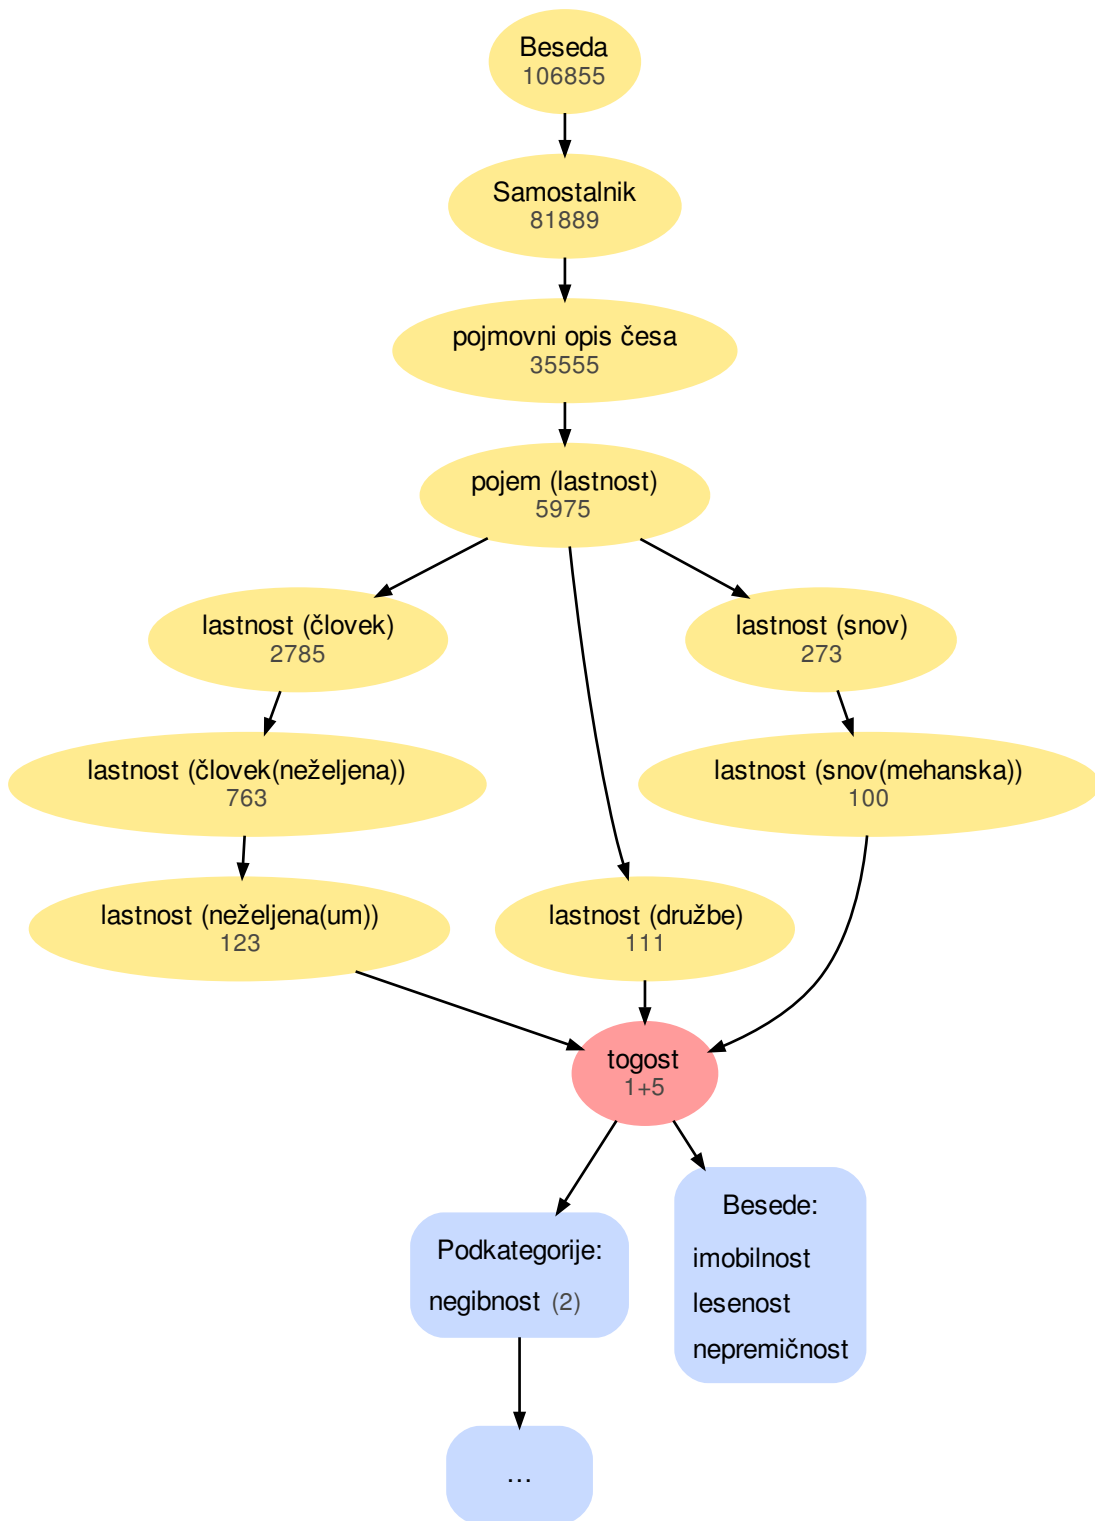 Beseda
106855
Samostalnik
81889
pojmovni opis česa
35555
pojem (lastnost)
5975
lastnost (človek)
2785
lastnost (snov)
273
lastnost (človek(neželjena))
763
lastnost (snov(mehanska))
100
lastnost (neželjena(um))
123
lastnost (družbe)
111
togost
1+5
Podkategorije:
negibnost (2)
Besede:
imobilnost
lesenost
nepremičnost
...